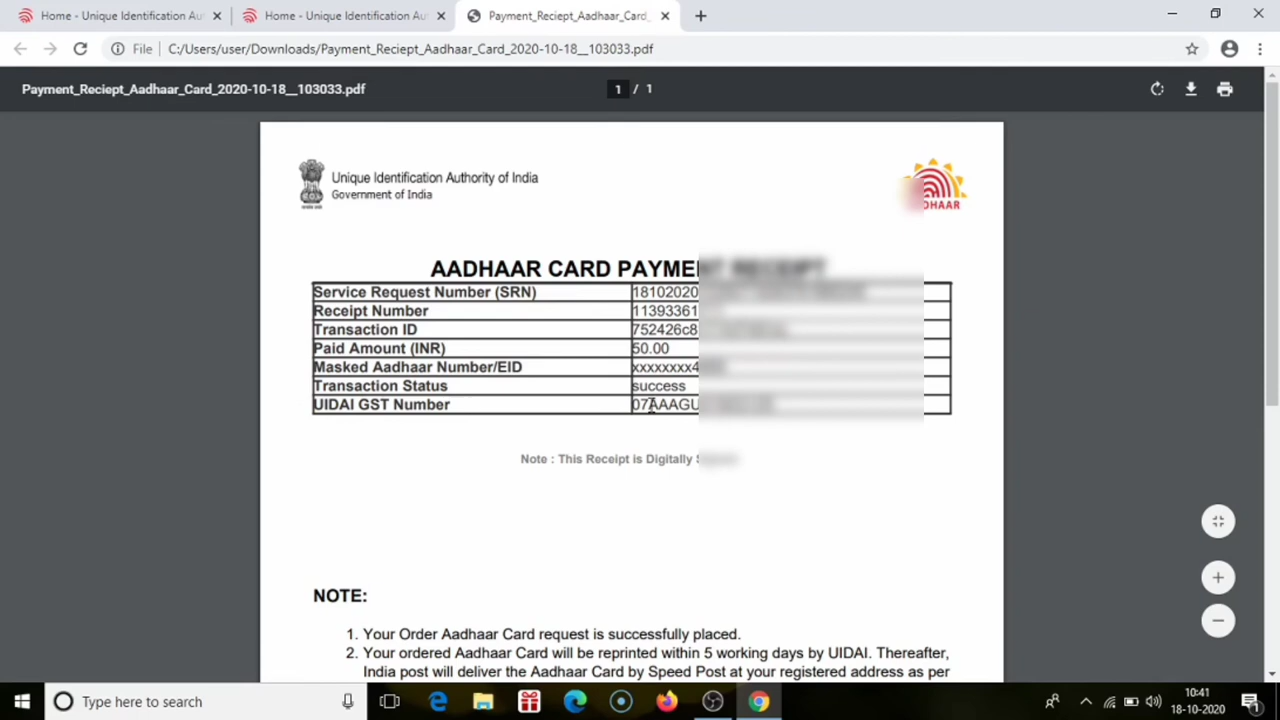 Home - Unique Identification Au
Home - Unique Identification Au
Payment_Reciept_Aadhaar_Card_
File
C:/Users/user/Downloads/Payment_Reciept_Aadhaar_Card_2020-10-18__103033.pdf
Payment_Reciept_Aadhaar_Card_2020-10-18__103033.pdf
1 / 1
Unique Identification Authority of India
Government of India
AADHAAR CARD PAYMENT RECEIPT
Service Request Number (SRN) 18102020
Receipt Number 11393361
Transaction ID 752426c8
Paid Amount (INR) 50.00
Masked Aadhaar Number/EID xxxxxxxx4
Transaction Status success
UIDAI GST Number 07AAAGU
Note : This Receipt is Digitally
NOTE:
1. Your Order Aadhaar Card request is successfully placed.
2. Your ordered Aadhaar Card will be reprinted within 5 working days by UIDAI. Thereafter,
India post will deliver the Aadhaar Card by Speed Post at your registered address as per
Type here to search
10:41
18-10-2020